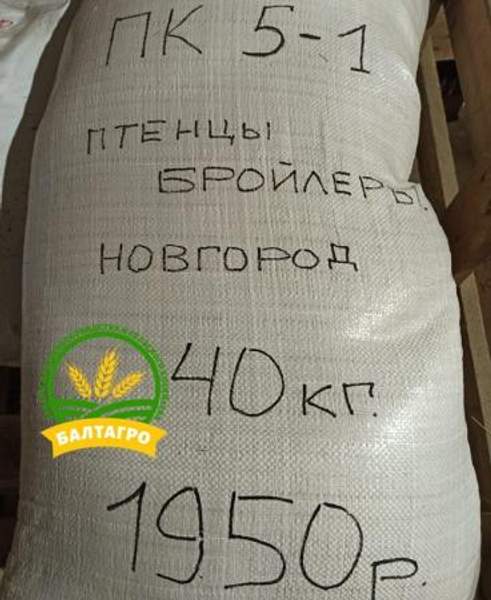 ПК 5-1
ПТЕНЦЫ
БРОЙЛЕРЫ.
НОВГОРОД
40 кг.
БАЛТАГРО
1950 р.